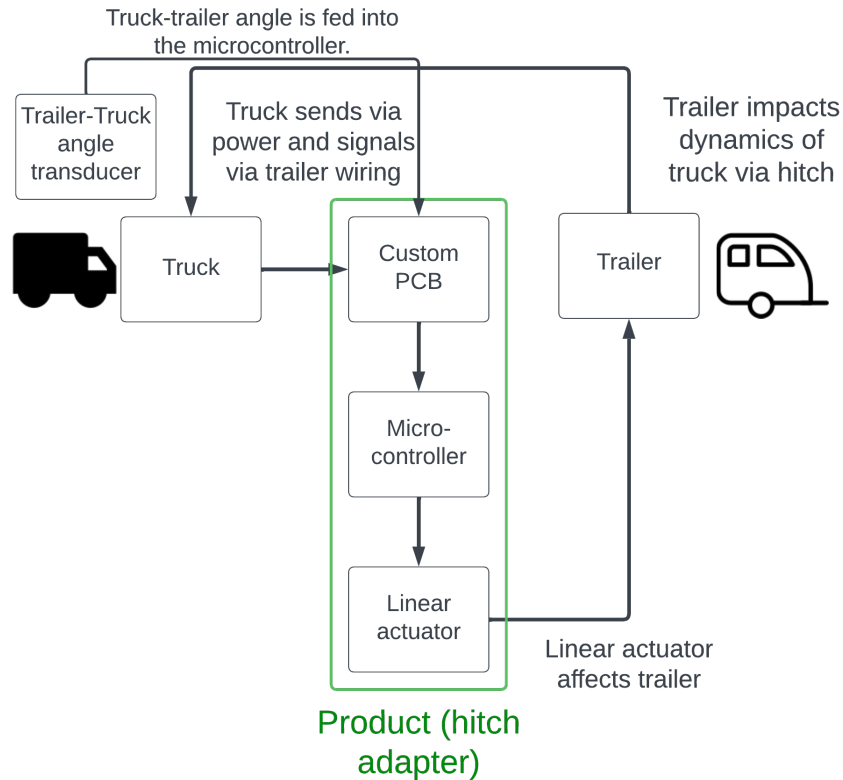 Truck-trailer angle is fed into
the microcontroller.
Trailer-Truck
angle
transducer
Truck sends via
power and signals
via trailer wiring
Trailer impacts
dynamics of
truck via hitch
Truck
Custom
PCB
Trailer
Micro-
controller
Linear
actuator
Linear actuator
affects trailer
Product (hitch
adapter)